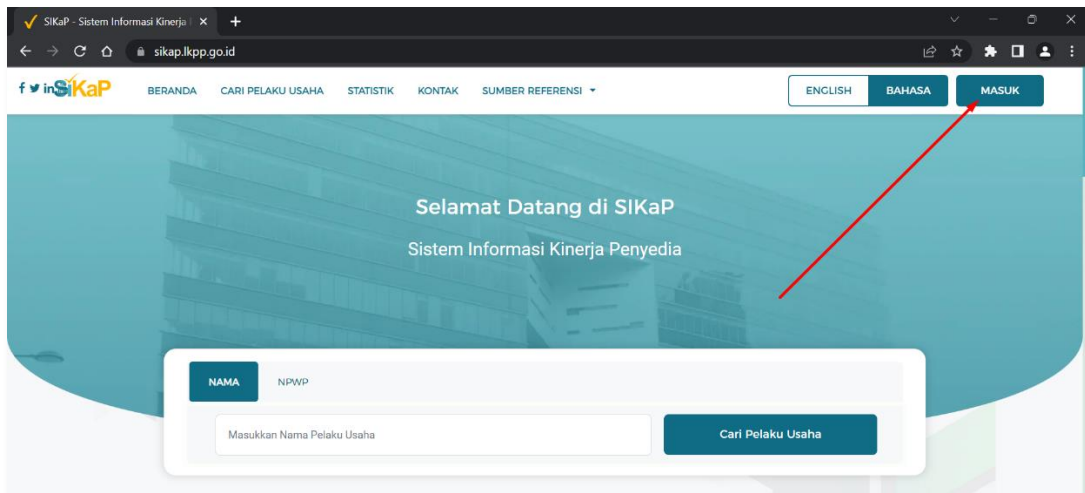 SIKaP - Sistem Informasi Kinerja
sikap.lkpp.go.id
f in SiKaP BERANDA CARI PELAKU USAHA STATISTIK KONTAK SUMBER REFERENSI ENGLISH BAHASA MASUK
Selamat Datang di SIKaP
Sistem Informasi Kinerja Penyedia
NAMA NPWP
Masukkan Nama Pelaku Usaha Cari Pelaku Usaha